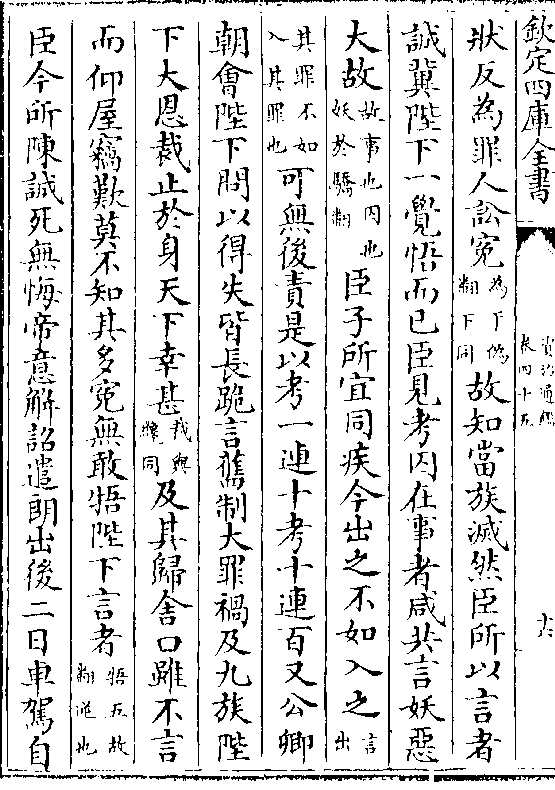 欽定四庫全書
資治通鑑
卷四十五
十六
狀反為罪人訟寃為于偽翻下同故知當族滅然臣所以言者
誠冀陛下一覺悟而已臣見考囚在事者咸共言妖惡
大故故事也因也妖於驕翻臣子所宜同疾今出之不如入之言出
其罪不如入其罪也可無後責是以考一連十考十連百又公卿
朝會陛下問以得失皆長跪言舊制大罪禍及九族陛
下大恩裁止於身天下幸甚裁與纔同及其歸舍口雖不言
而仰屋竊歎莫不知其多寃無敢牾陛下言者牾五故翻逆也
臣今所陳誠死無悔帝意解詔遣朗出後二日車駕自